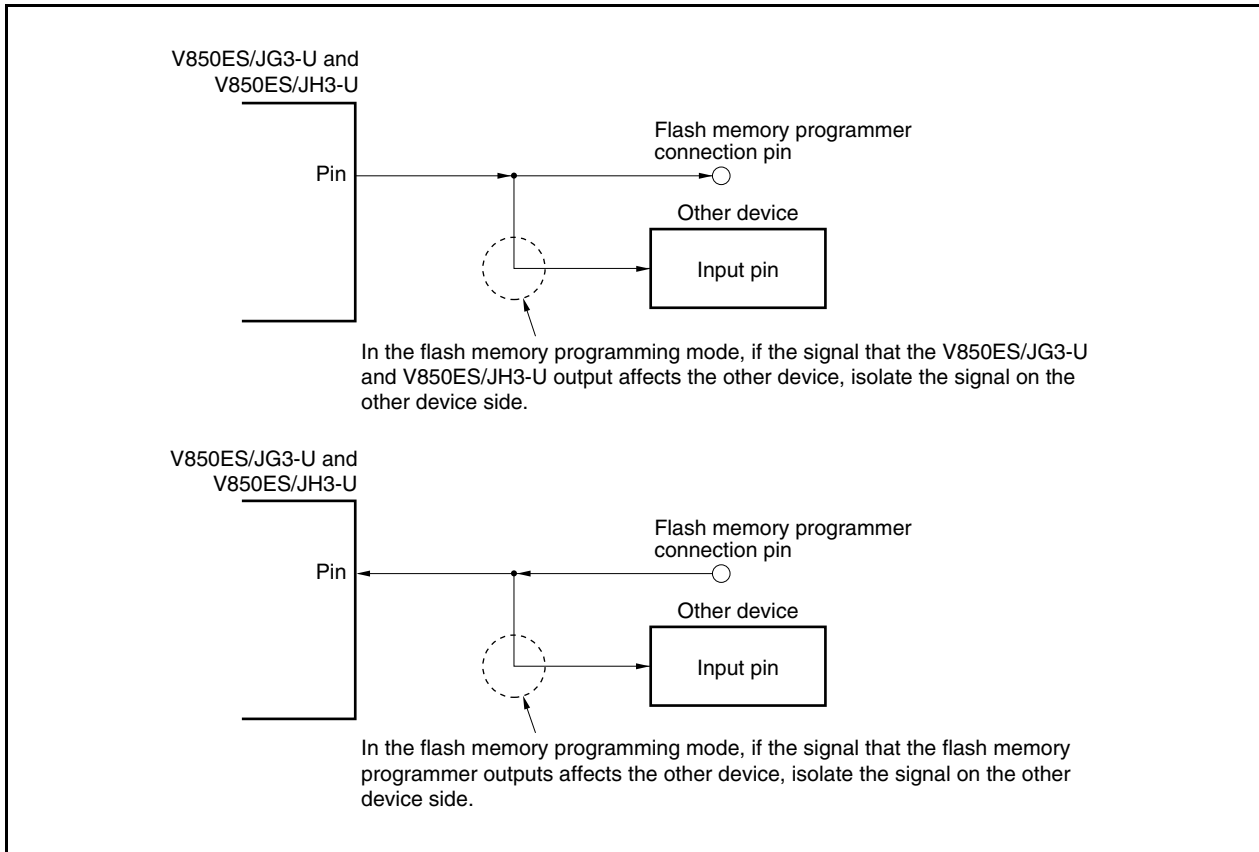 V850ES/JG3-U and
V850ES/JH3-U
Flash memory programmer
connection pin
Pin
Other device
Input pin
In the flash memory programming mode, if the signal that the V850ES/JG3-U
and V850ES/JH3-U output affects the other device, isolate the signal on the
other device side.
V850ES/JG3-U and
V850ES/JH3-U
Flash memory programmer
connection pin
Pin
Other device
Input pin
In the flash memory programming mode, if the signal that the flash memory
programmer outputs affects the other device, isolate the signal on the other
device side.